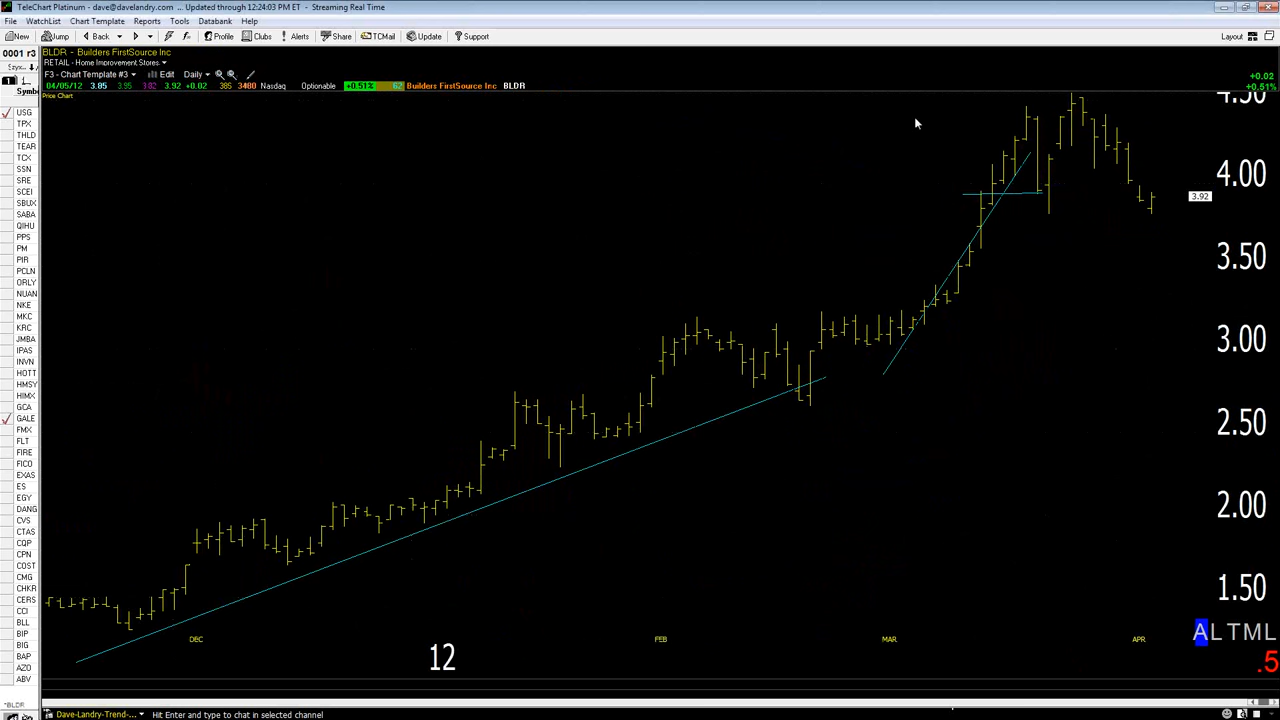 TeleChart Platinum - dave@davelandry.com ... Updated through 12:24:03 PM ET - Streaming Real Time
File WatchList Chart Template Reports Tools Databank Help
New Jump Back Profile Clubs Alerts Share TCMail Update Support Layout
0001 r3 BLDR - Builders FirstSource Inc
RETAIL - Home Improvement Stores
F3 - Chart Template #3 Edit Daily
+0.02
04/05/12 3.85 3.95 3.82 3.92 +0.02 385 3480 Nasdaq Optionable +0.51% 62 Builders FirstSource Inc BLDR +0.51%
Symbo
Price Chart
4.50
USG
TPX
THLD
TEAR
TCX
SSN
4.00
SRE
SCEI
3.92
SBUX
SABA
QIHU
PPS
PM
3.50
PIR
PCLN
ORLY
NUAN
NKE
MKC
KRC
3.00
JMBA
IPAS
INVN
HOTT
HMSY
HIMX
GCA
GALE
2.50
FMX
FLT
FIRE
FICO
EXAS
ES
EGY
2.00
DANG
CVS
CTAS
CQP
CPN
COST
CMG
1.50
CHKR
CERS
CCI
BLL
BIP
ALTML
DEC FEB MAR APR
BIG
12
BAP
.5
AZO
ABV
*BLDR
Dave-Landry-Trend-... Hit Enter and type to chat in selected channel